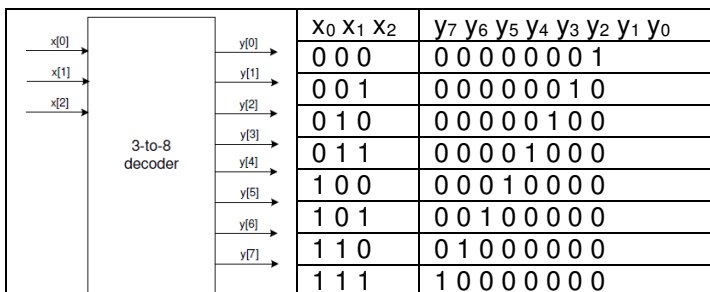 x[0]
x[1]
x[2]
3-to-8
decoder
y[0]
y[1]
y[2]
y[3]
y[4]
y[5]
y[6]
y[7]
x₀ x₁ x₂ y₇ y₆ y₅ y₄ y₃ y₂ y₁ y₀
0 0 0 0 0 0 0 0 0 0 1
0 0 1 0 0 0 0 0 0 1 0
0 1 0 0 0 0 0 0 1 0 0
0 1 1 0 0 0 0 1 0 0 0
1 0 0 0 0 0 1 0 0 0 0
1 0 1 0 0 1 0 0 0 0 0
1 1 0 0 1 0 0 0 0 0 0
1 1 1 1 0 0 0 0 0 0 0